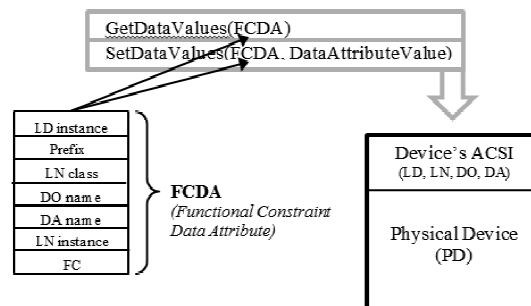 GetDataValues(FCDA)
SetDataValues(FCDA, DataAttributeValue)
LD instance
Prefix
LN class
DO name
DA name
LN instance
FC
FCDA
(Functional Constraint
Data Attribute)
Device's ACSI
(LD, LN, DO, DA)
Physical Device
(PD)